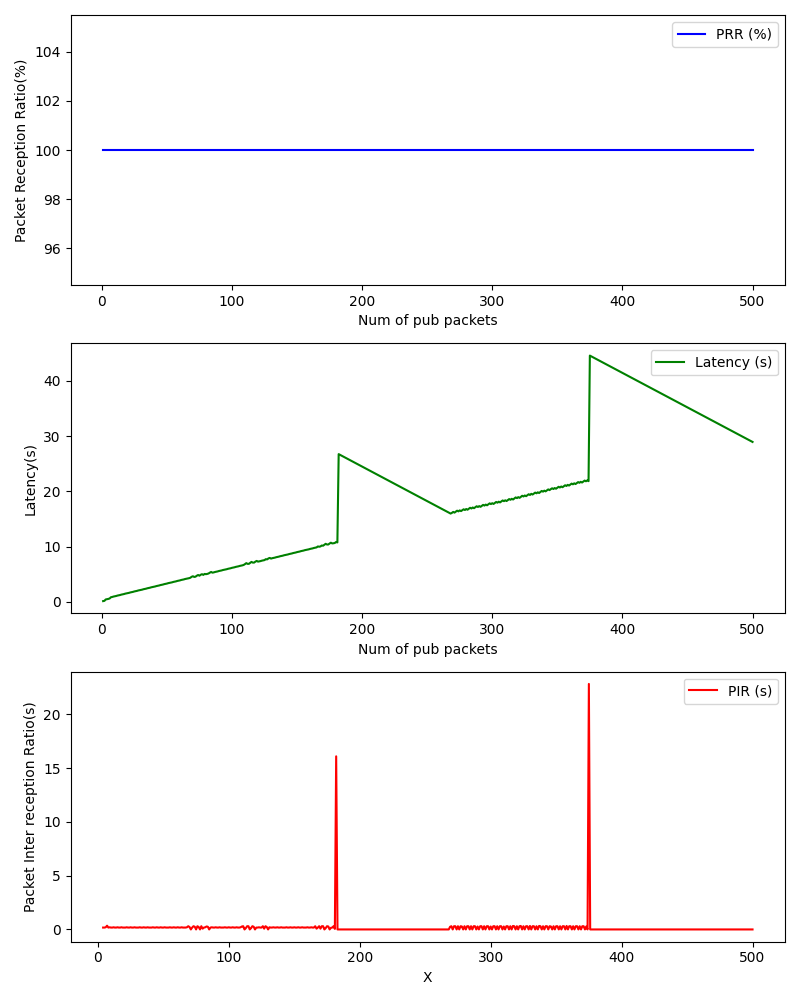 PRR (%)
Packet Reception Ratio(%)
104
102
100
98
96
0 100 200 300 400 500
Num of pub packets
Latency (s)
Latency(s)
40
30
20
10
0
0 100 200 300 400 500
Num of pub packets
PIR (s)
Packet Inter reception Ratio(s)
20
15
10
5
0
0 100 200 300 400 500
X